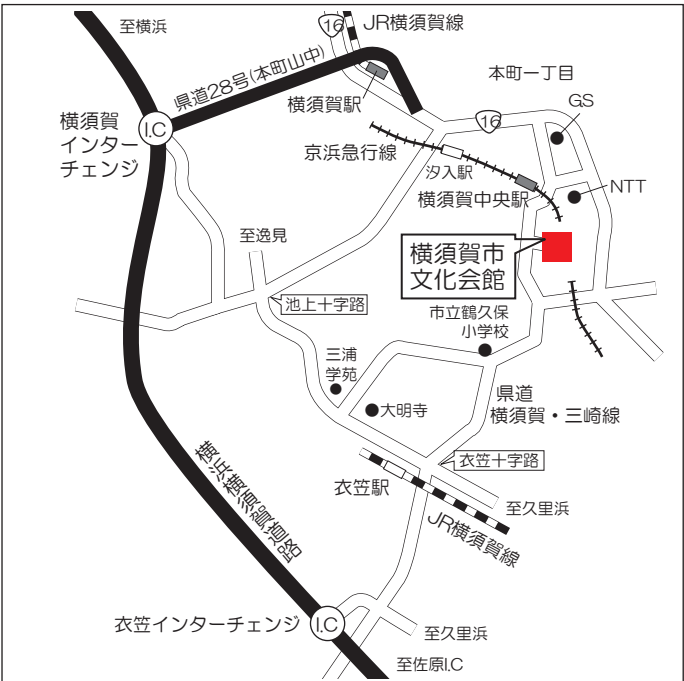 至横浜
16
JR横須賀線
県道28号(本町山中)
横須賀駅
本町一丁目
GS
16
横須賀
インター
チェンジ
I.C
京浜急行線
汐入駅
横須賀中央駅
NTT
至逸見
横須賀市
文化会館
池上十字路
市立鶴久保
小学校
三浦
学苑
大明寺
県道
横須賀・三崎線
衣笠十字路
衣笠駅
至久里浜
JR横須賀線
横浜横須賀道路
衣笠インターチェンジ
I.C
至久里浜
至佐原I.C